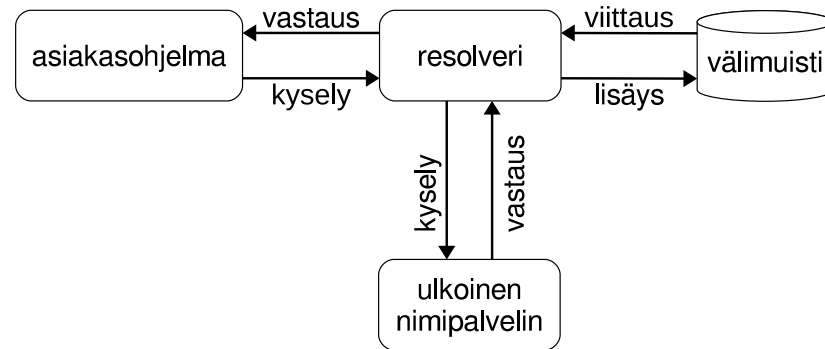 vastaus
viittaus
asiakasohjelma
resolveri
välimuisti
kysely
lisäys
kysely
vastaus
ulkoinen
nimipalvelin